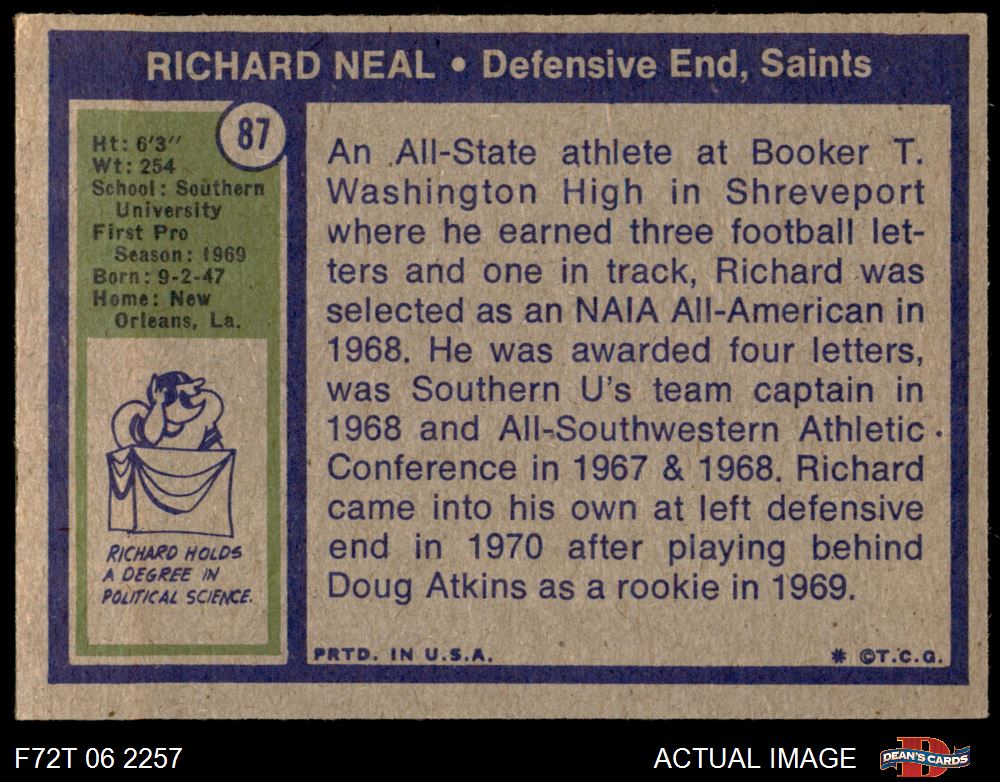 RICHARD NEAL • Defensive End, Saints
87
Ht: 6'3"
Wt: 254
School: Southern
University
First Pro
Season: 1969
Born: 9-2-47
Home: New
Orleans, La.
RICHARD HOLDS
A DEGREE IN
POLITICAL SCIENCE.
An All-State athlete at Booker T.
Washington High in Shreveport
where he earned three football let-
ters and one in track, Richard was
selected as an NAIA All-American in
1968. He was awarded four letters,
was Southern U's team captain in
1968 and All-Southwestern Athletic
Conference in 1967 & 1968. Richard
came into his own at left defensive
end in 1970 after playing behind
Doug Atkins as a rookie in 1969.
PRTD. IN U.S.A.
* ©T.C.G.
F72T 06 2257
ACTUAL IMAGE
D
DEAN'S CARDS